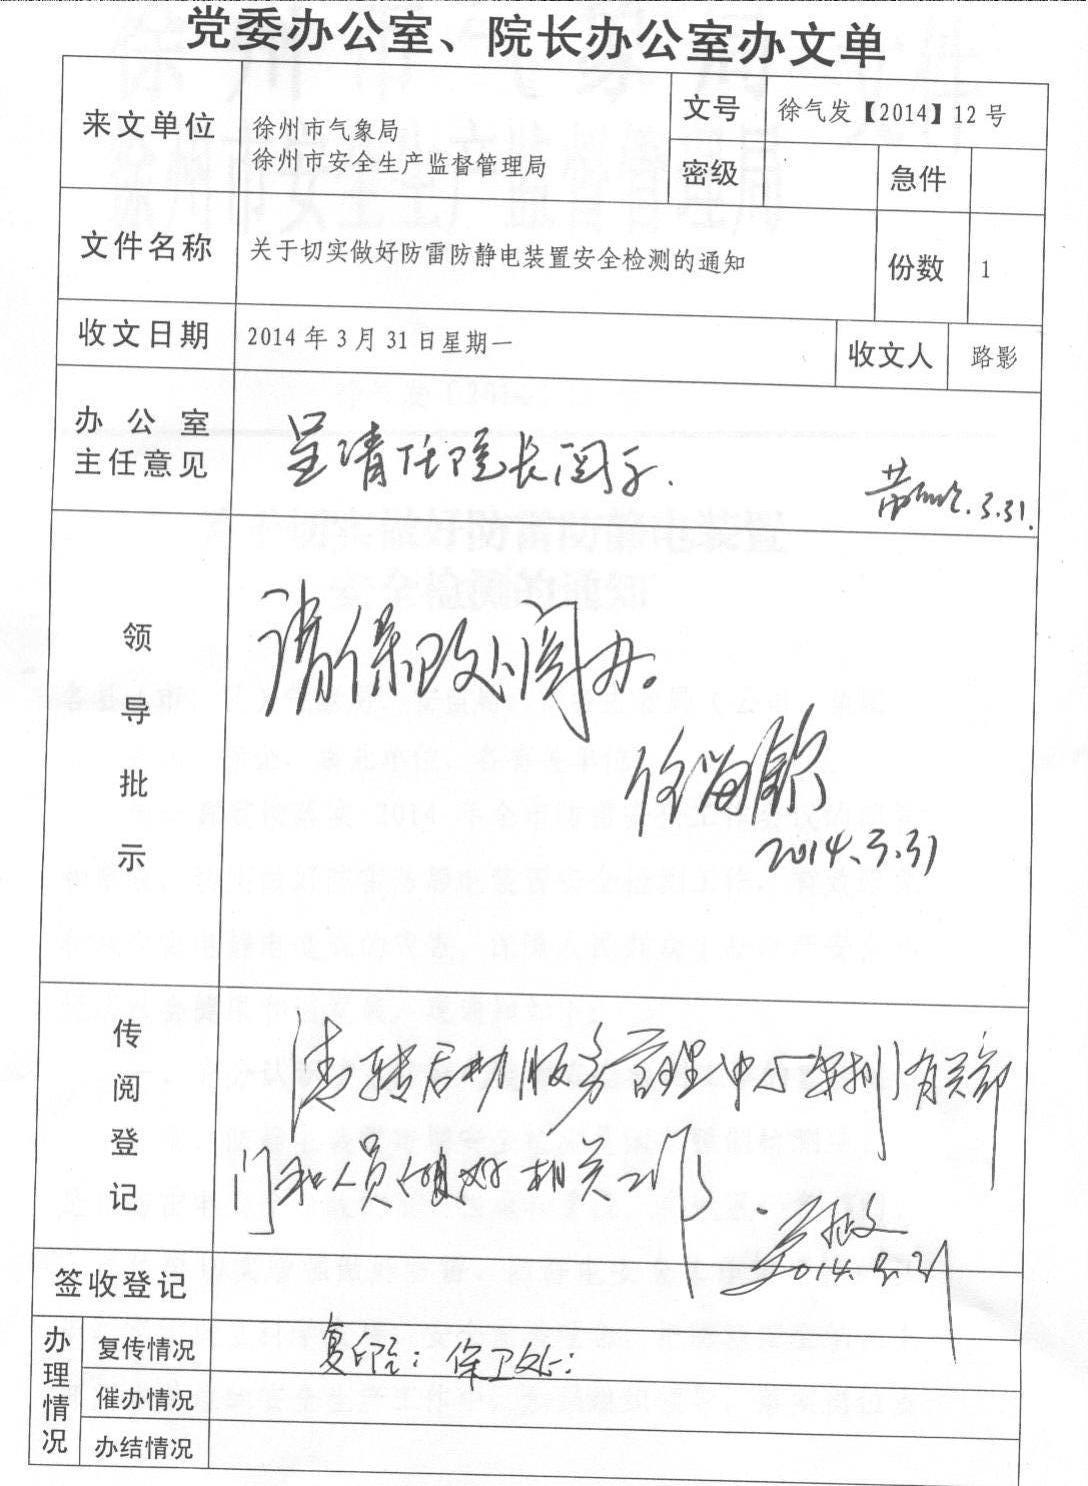 党委办公室、院长办公室办文单
来文单位
徐州市气象局
徐州市安全生产监督管理局
文号
徐气发【2014】12号
密级
急件
文件名称
关于切实做好防雷防静电装置安全检测的通知
份数
1
收文日期
2014年3月31日星期一
收文人
路影
办公室
主任意见
呈请任院长阅示.
3.31.
领导批示
请保卫处阅办。
2014.3.31
传阅登记
请转后勤服务管理中心安排有关部
门和人员做好相关工作
2014.3.31
签收登记
办理情况
复传情况
复印至：保卫处：
催办情况
办结情况